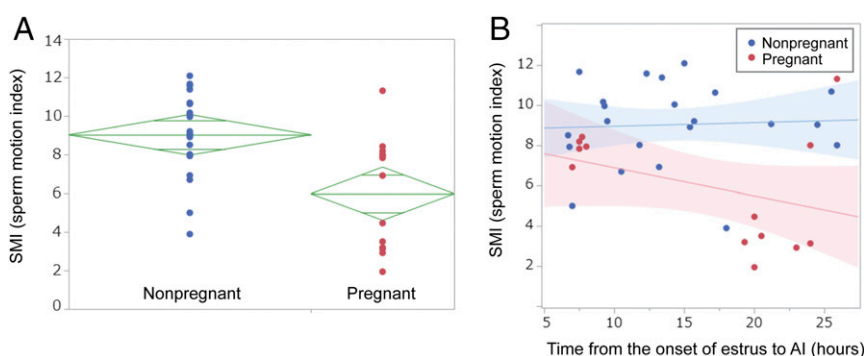 A
SMI (sperm motion index)
14
12
10
8
6
4
2
0
Nonpregnant
Pregnant
B
SMI (sperm motion index)
12
10
8
6
4
2
Nonpregnant
Pregnant
5
10
15
20
25
Time from the onset of estrus to AI (hours)